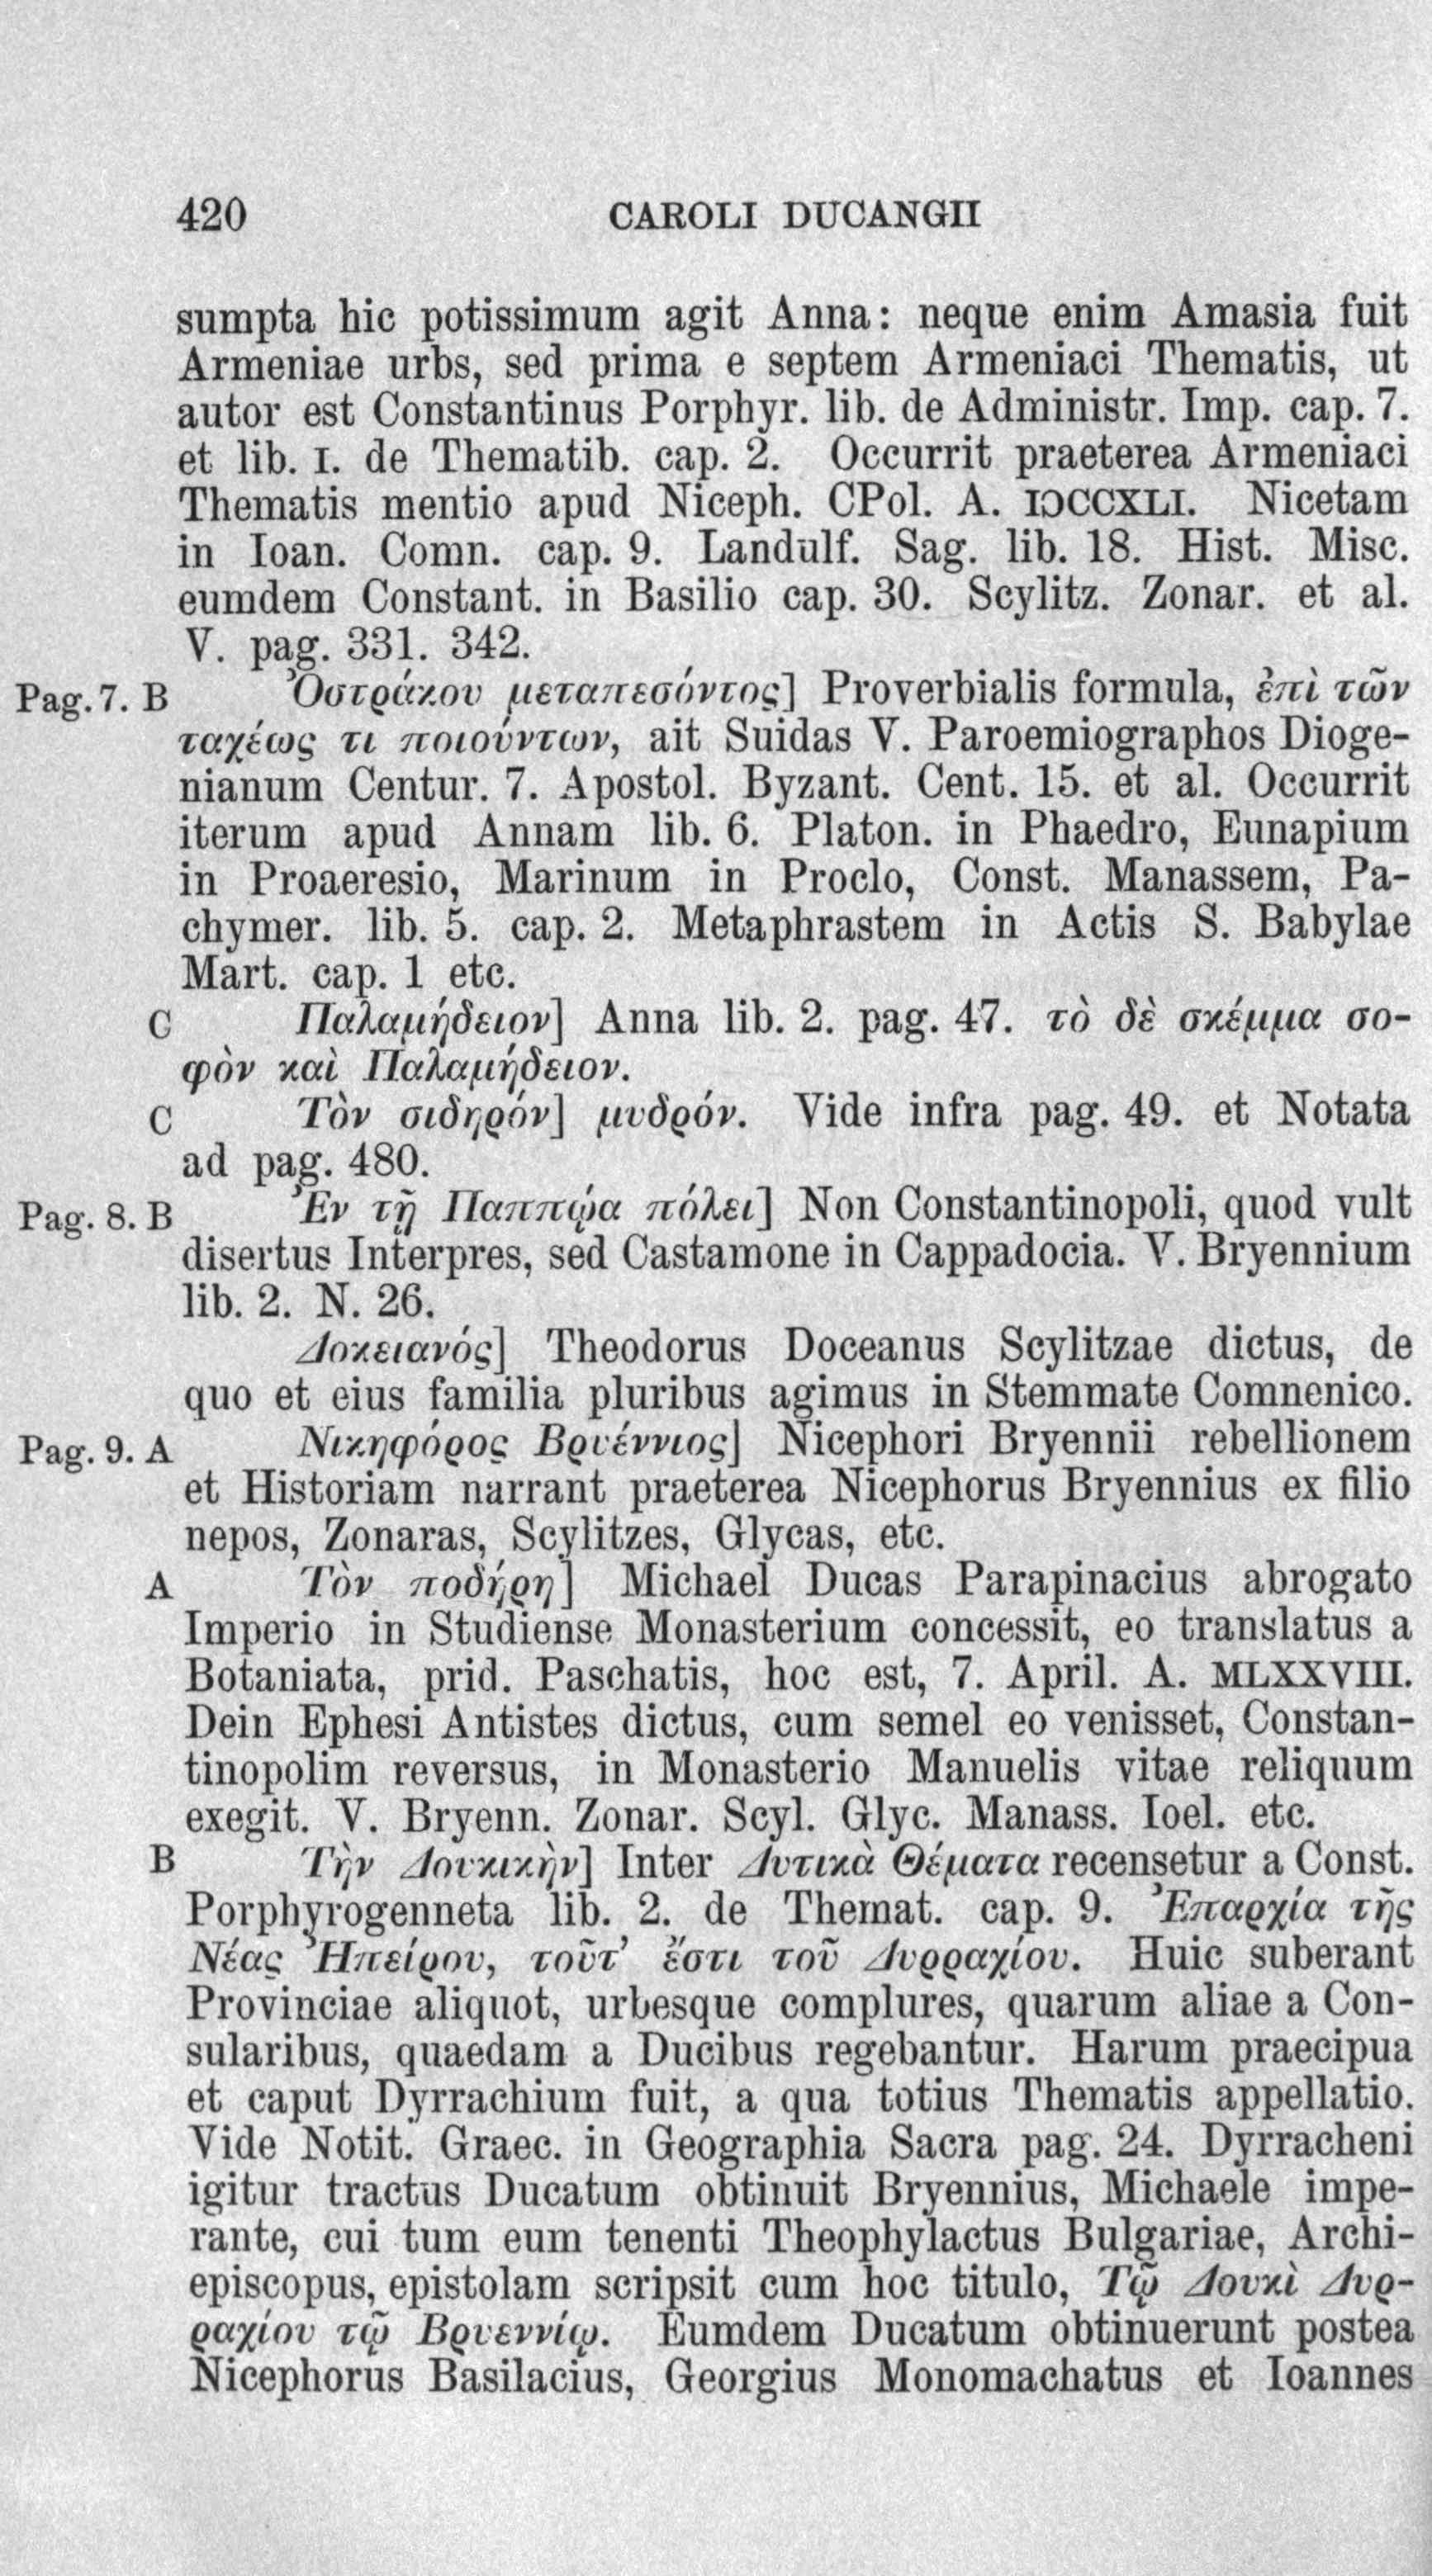 420 CAROLI DUCANGII
sumpta hic potissimum agit Anna: neque enim Amasia fuit
Armeniae urbs, sed prima e septem Armeniaci Thematis, ut
autor est Constantinus Porphyr. lib. de Administr. Imp. cap. 7.
et lib. I. de Thematib. cap. 2. Occurrit praeterea Armeniaci
Thematis mentio apud Niceph. CPol. A. IↃCCXLI. Nicetam
in Ioan. Comn. cap. 9. Landulf. Sag. lib. 18. Hist. Misc.
eumdem Constant. in Basilio cap. 30. Scylitz. Zonar. et al.
V. pag. 331. 342.
Pag. 7. B Ὀστράκου μεταπεσόντος] Proverbialis formula, ἐπὶ τῶν
ταχέως τι ποιούντων, ait Suidas V. Paroemiographos Dioge-
nianum Centur. 7. Apostol. Byzant. Cent. 15. et al. Occurrit
iterum apud Annam lib. 6. Platon. in Phaedro, Eunapium
in Proaeresio, Marinum in Proclo, Const. Manassem, Pa-
chymer. lib. 5. cap. 2. Metaphrastem in Actis S. Babylae
Mart. cap. 1 etc.
C Παλαμήδειον] Anna lib. 2. pag. 47. τὸ δὲ σκέμμα σο-
φὸν καὶ Παλαμήδειον.
C Τὸν σιδηρόν] μυδρόν. Vide infra pag. 49. et Notata
ad pag. 480.
Pag. 8. B Ἐν τῇ Παππῴα πόλει] Non Constantinopoli, quod vult
disertus Interpres, sed Castamone in Cappadocia. V. Bryennium
lib. 2. N. 26.
Δοκειανός] Theodorus Doceanus Scylitzae dictus, de
quo et eius familia pluribus agimus in Stemmate Comnenico.
Pag. 9. A Νικηφόρος Βρυέννιος] Nicephori Bryennii rebellionem
et Historiam narrant praeterea Nicephorus Bryennius ex filio
nepos, Zonaras, Scylitzes, Glycas, etc.
A Τὸν ποδήρη] Michael Ducas Parapinacius abrogato
Imperio in Studiense Monasterium concessit, eo translatus a
Botaniata, prid. Paschatis, hoc est, 7. April. A. MLXXVIII.
Dein Ephesi Antistes dictus, cum semel eo venisset, Constan-
tinopolim reversus, in Monasterio Manuelis vitae reliquum
exegit. V. Bryenn. Zonar. Scyl. Glyc. Manass. Ioel. etc.
B Τὴν Δουκικὴν] Inter Δυτικὰ Θέματα recensetur a Const.
Porphyrogenneta lib. 2. de Themat. cap. 9. Ἐπαρχία τῆς
Νέας Ἠπείρου, τοῦτ’ ἔστι τοῦ Δυρραχίου. Huic suberant
Provinciae aliquot, urbesque complures, quarum aliae a Con-
sularibus, quaedam a Ducibus regebantur. Harum praecipua
et caput Dyrrachium fuit, a qua totius Thematis appellatio.
Vide Notit. Graec. in Geographia Sacra pag. 24. Dyrracheni
igitur tractus Ducatum obtinuit Bryennius, Michaele impe-
rante, cui tum eum tenenti Theophylactus Bulgariae, Archi-
episcopus, epistolam scripsit cum hoc titulo, Τῷ Δουκὶ Δυρ-
ραχίου τῷ Βρυεννίῳ. Eumdem Ducatum obtinuerunt postea
Nicephorus Basilacius, Georgius Monomachatus et Ioannes